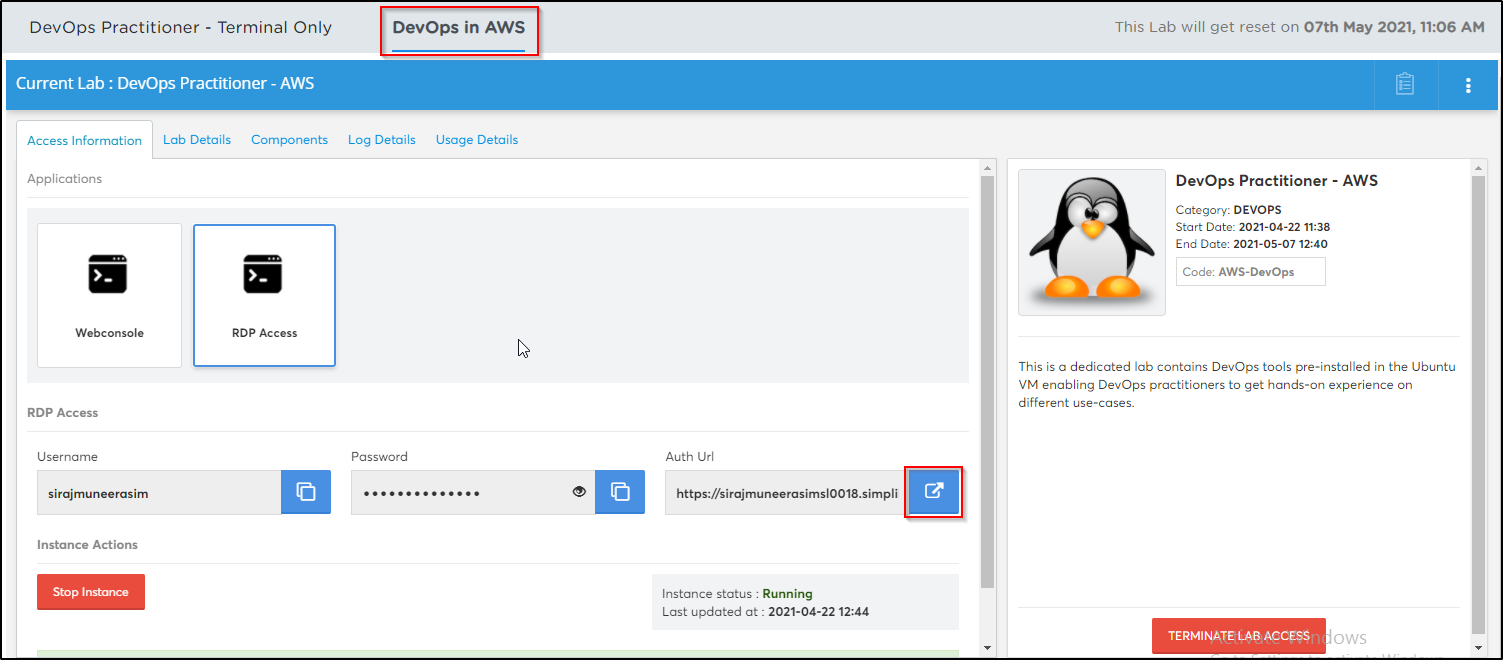 DevOps Practitioner - Terminal Only
DevOps in AWS
This Lab will get reset on 07th May 2021, 11:06 AM
Current Lab : DevOps Practitioner - AWS
Access Information
Lab Details
Components
Log Details
Usage Details
Applications
Webconsole
RDP Access
RDP Access
Username
Password
Auth Url
sirajmuneerasim
••••••••••••••
https://sirajmuneerasimsl0018.simpli
Instance Actions
Stop Instance
Instance status : Running
Last updated at : 2021-04-22 12:44
DevOps Practitioner - AWS
Category: DEVOPS
Start Date: 2021-04-22 11:38
End Date: 2021-05-07 12:40
Code: AWS-DevOps
This is a dedicated lab contains DevOps tools pre-installed in the Ubuntu
VM enabling DevOps practitioners to get hands-on experience on
different use-cases.
TERMINATE LAB ACCESS
Activate Windows